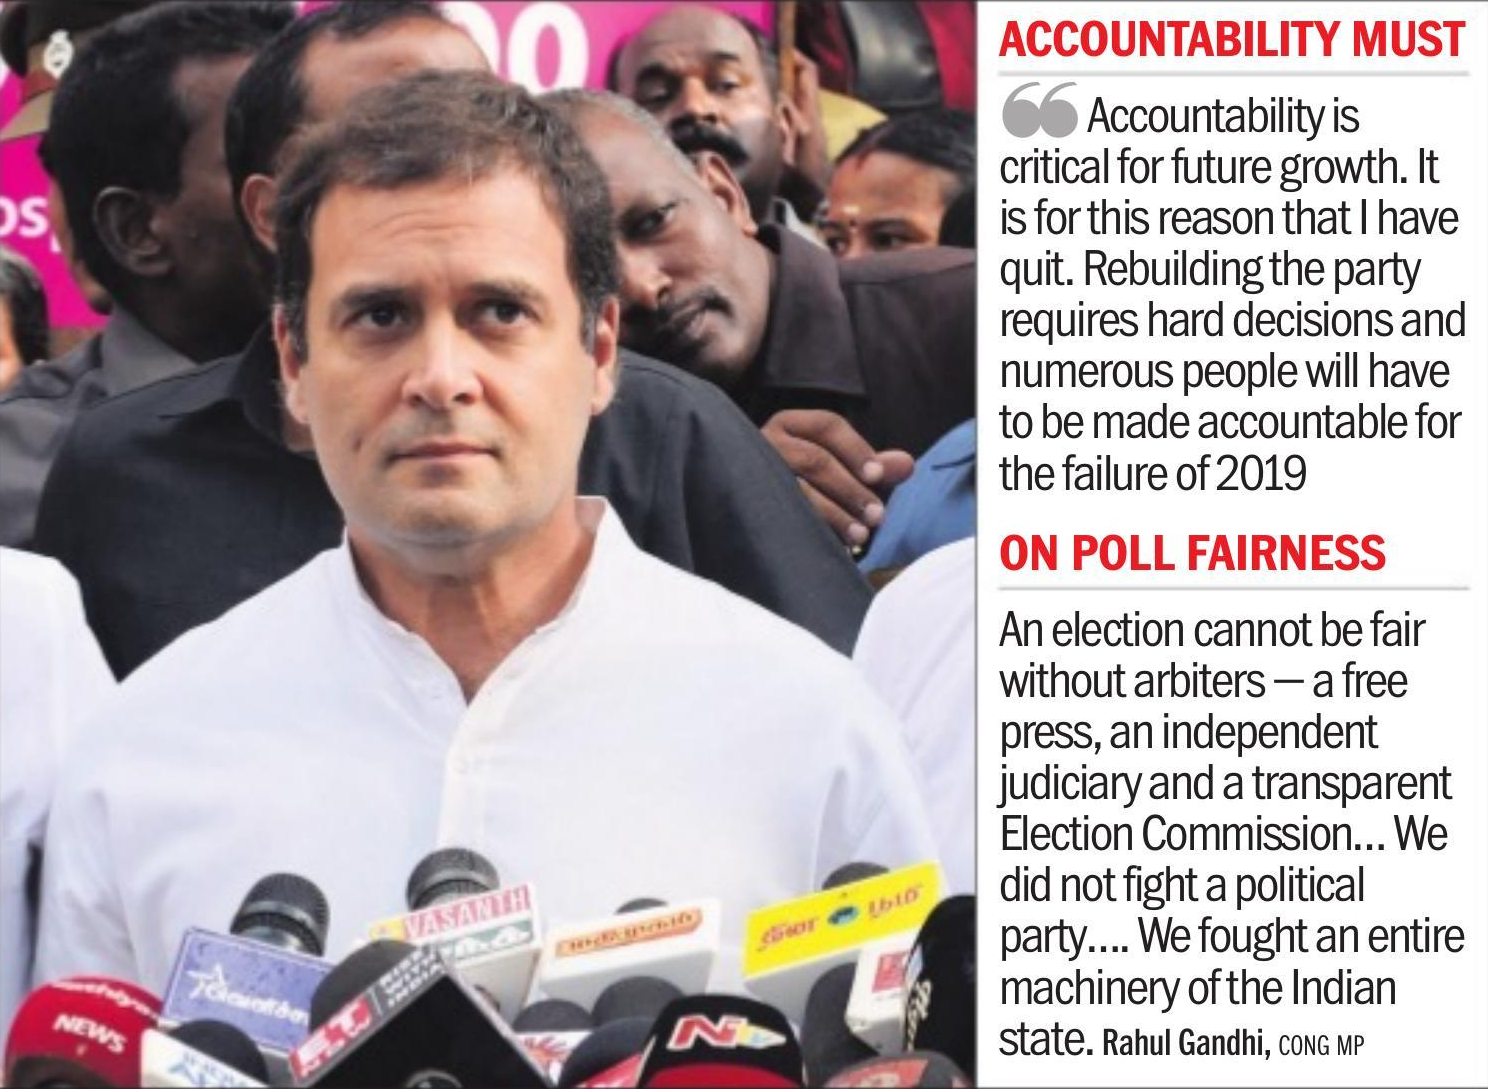 ACCOUNTABILITY MUST
“Accountability is
critical for future growth. It
is for this reason that I have
quit. Rebuilding the party
requires hard decisions and
numerous people will have
to be made accountable for
the failure of 2019
ON POLL FAIRNESS
An election cannot be fair
without arbiters — a free
press, an independent
judiciary and a transparent
Election Commission... We
did not fight a political
party.... We fought an entire
machinery of the Indian
state. Rahul Gandhi, CONG MP
VASANTH
NEWS